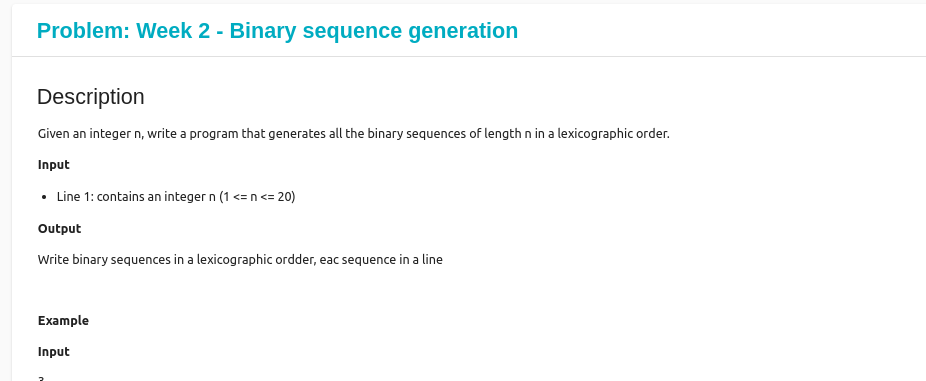 Problem: Week 2 - Binary sequence generation
Description
Given an integer n, write a program that generates all the binary sequences of length n in a lexicographic order.
Input
• Line 1: contains an integer n (1 <= n <= 20)
Output
Write binary sequences in a lexicographic ordder, eac sequence in a line
Example
Input